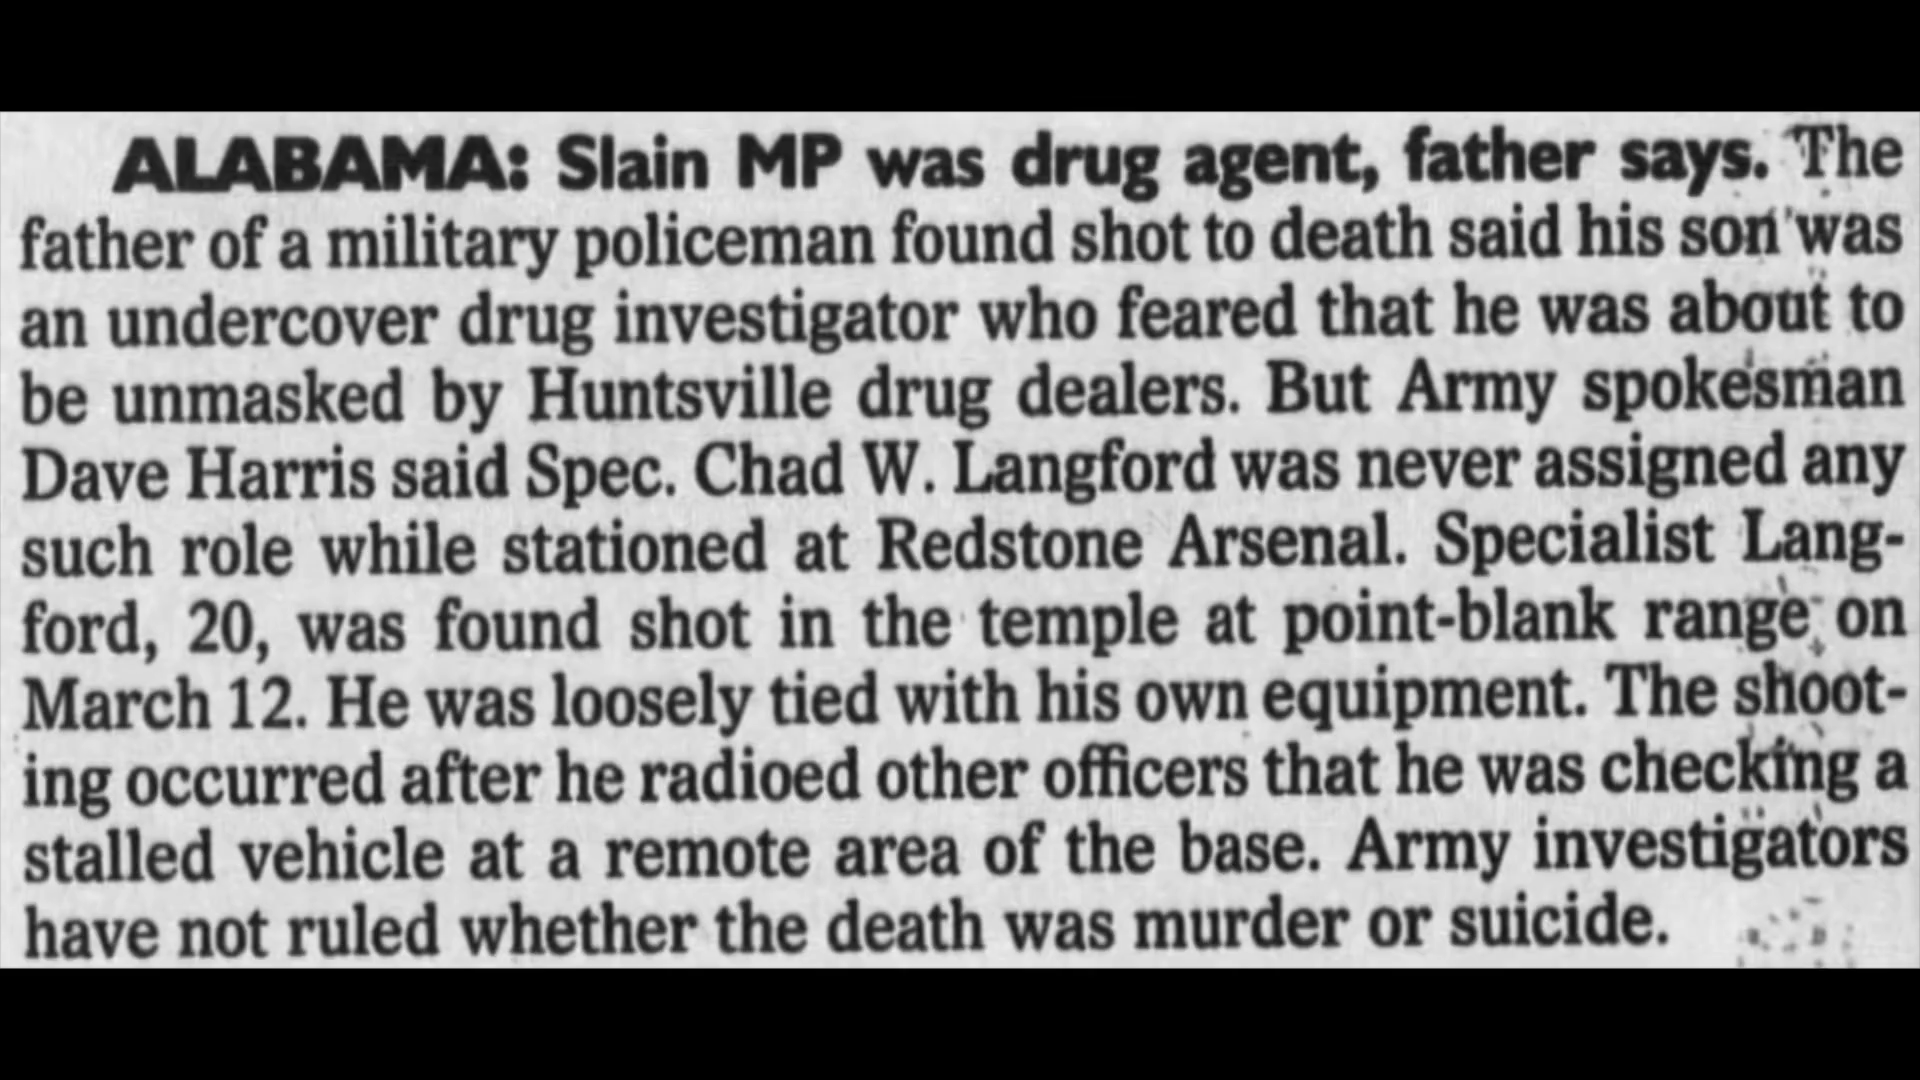 ALABAMA: Slain MP was drug agent, father says. The
father of a military policeman found shot to death said his son was
an undercover drug investigator who feared that he was about to
be unmasked by Huntsville drug dealers. But Army spokesman
Dave Harris said Spec. Chad W. Langford was never assigned any
such role while stationed at Redstone Arsenal. Specialist Lang-
ford, 20, was found shot in the temple at point-blank range on
March 12. He was loosely tied with his own equipment. The shoot-
ing occurred after he radioed other officers that he was checking a
stalled vehicle at a remote area of the base. Army investigators
have not ruled whether the death was murder or suicide.